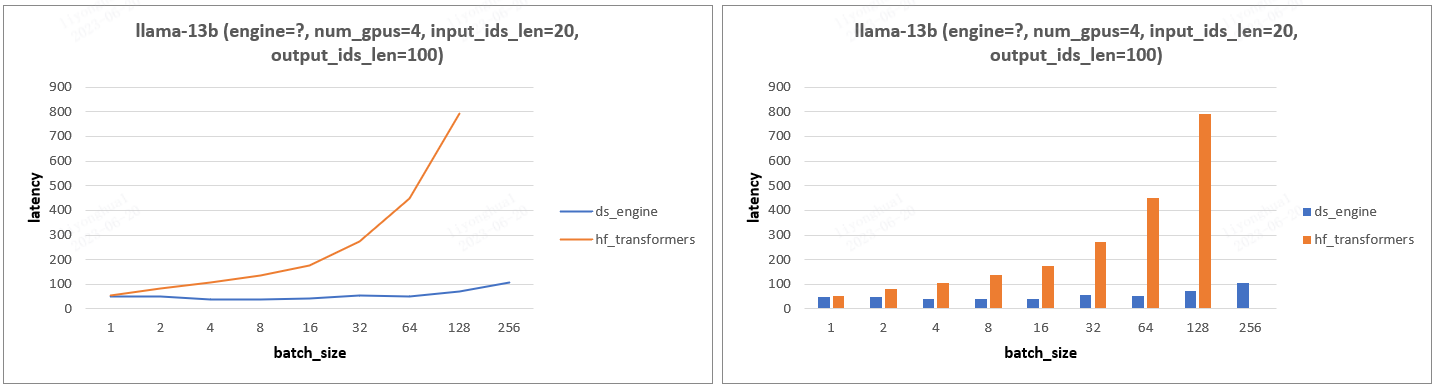 llama-13b (engine=?, num_gpus=4, input_ids_len=20,
output_ids_len=100)
900
800
700
600
500
400
300
200
100
0
latency
1 2 4 8 16 32 64 128 256
batch_size
ds_engine
hf_transformers
llama-13b (engine=?, num_gpus=4, input_ids_len=20,
output_ids_len=100)
900
800
700
600
500
400
300
200
100
0
latency
1 2 4 8 16 32 64 128 256
batch_size
ds_engine
hf_transformers